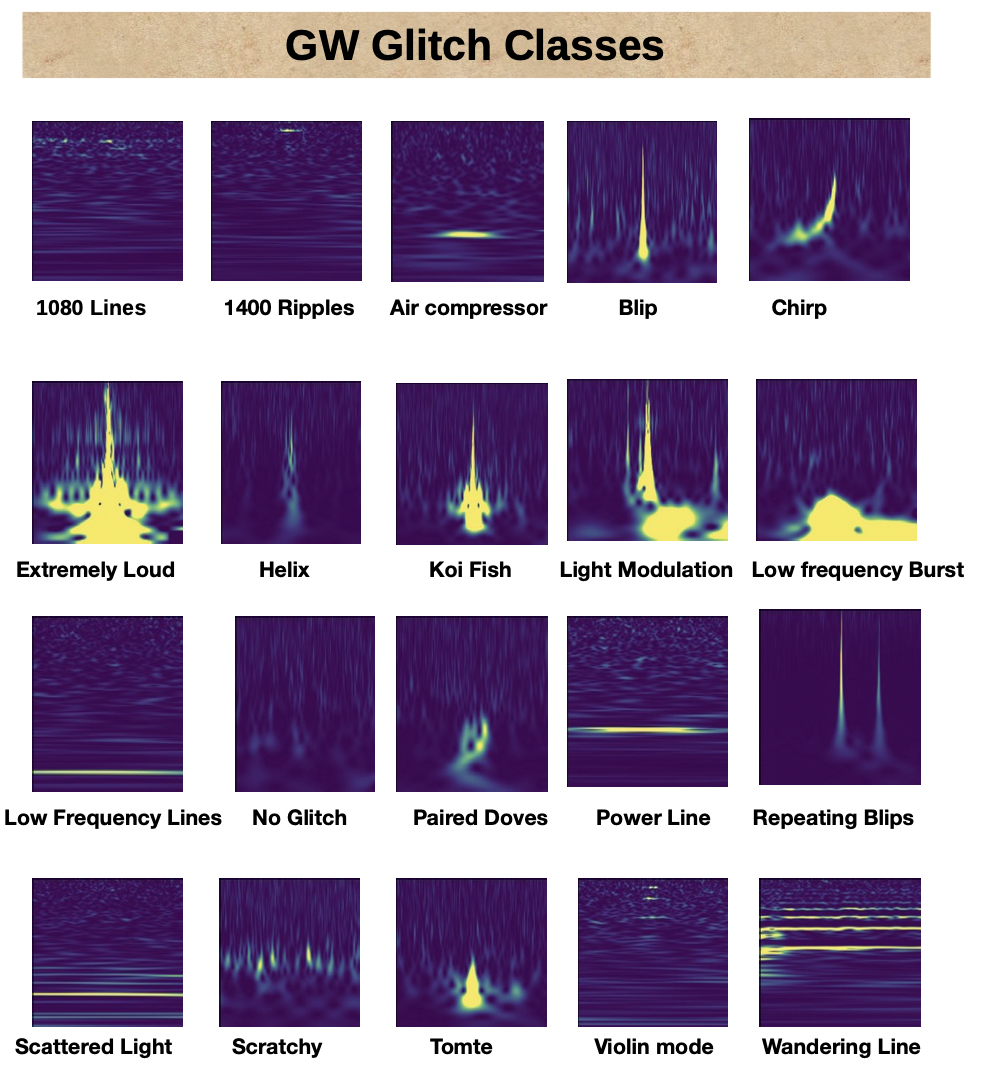 GW Glitch Classes
1080 Lines
1400 Ripples
Air compressor
Blip
Chirp
Extremely Loud
Helix
Koi Fish
Light Modulation
Low frequency Burst
Low Frequency Lines
No Glitch
Paired Doves
Power Line
Repeating Blips
Scattered Light
Scratchy
Tomte
Violin mode
Wandering Line